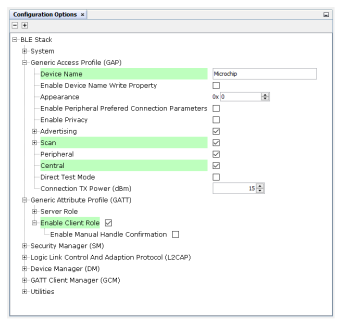 Configuration Options ×
BLE Stack
System
Generic Access Profile (GAP)
Device Name Microchip
Enable Device Name Write Property
Appearance 0x 0
Enable Peripheral Prefered Connection Parameters
Enable Privacy
Advertising
Scan
Peripheral
Central
Direct Test Mode
Connection TX Power (dBm) 15
Generic Attribute Profile (GATT)
Server Role
Enable Client Role
Enable Manual Handle Confirmation
Security Manager (SM)
Logic Link Control And Adaption Protocol (L2CAP)
Device Manager (DM)
GATT Client Manager (GCM)
Utilities